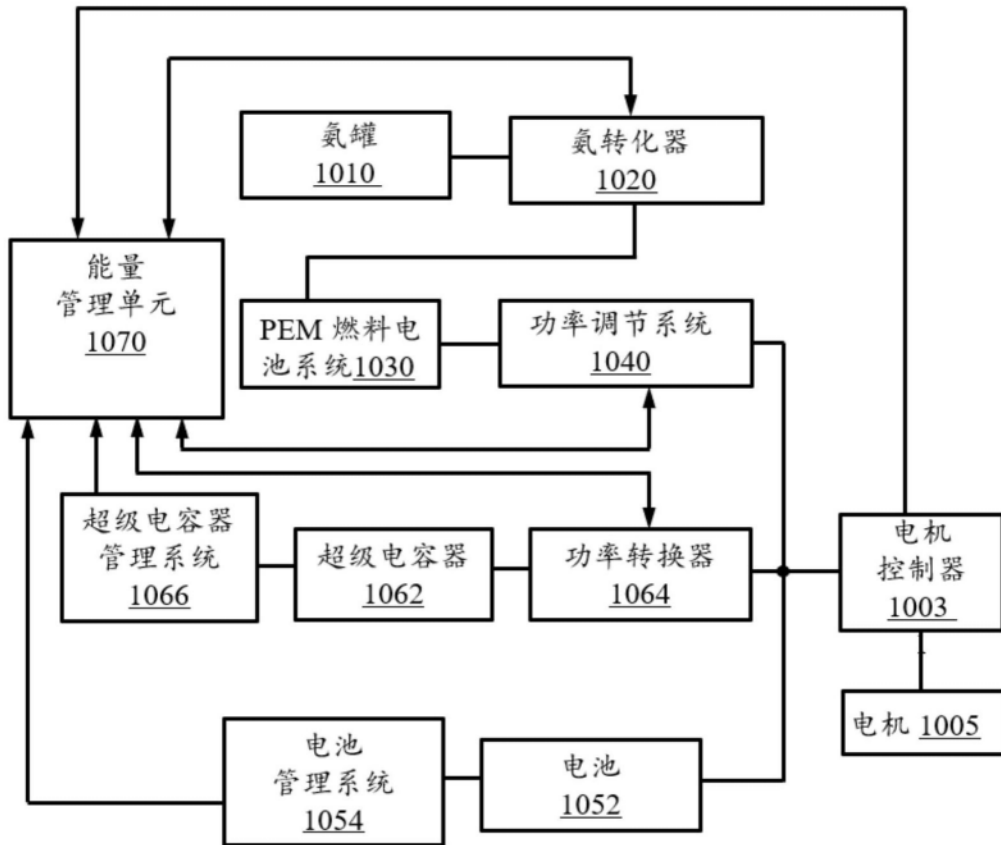 氨罐
1010
氨转化器
1020
能量
管理单元
1070
PEM 燃料电
池系统1030
功率调节系统
1040
超级电容器
管理系统
1066
超级电容器
1062
功率转换器
1064
电机
控制器
1003
电机 1005
电池
管理系统
1054
电池
1052